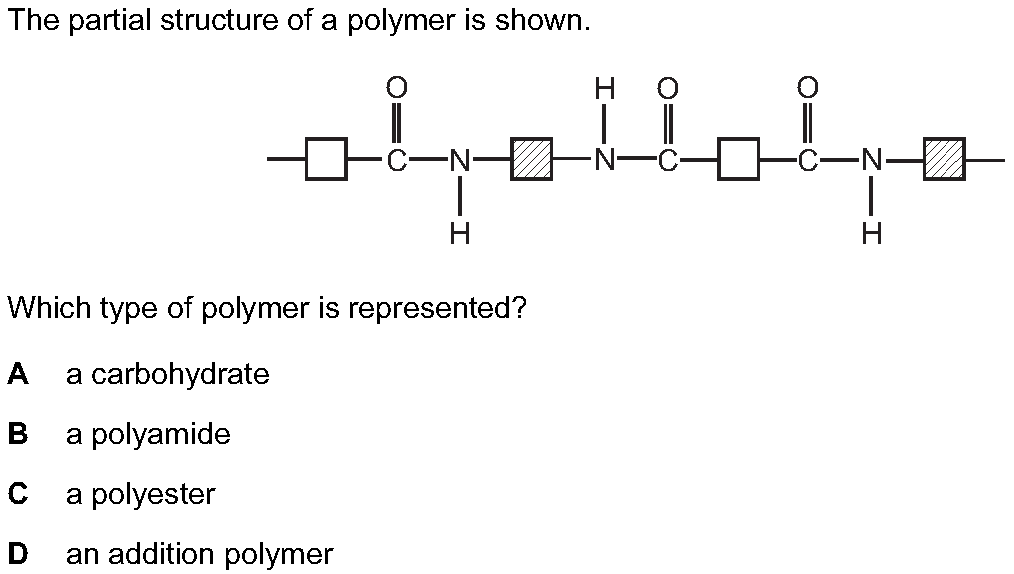 The partial structure of a polymer is shown.
O H O O
C N N C C N
H H
Which type of polymer is represented?
A a carbohydrate
B a polyamide
C a polyester
D an addition polymer